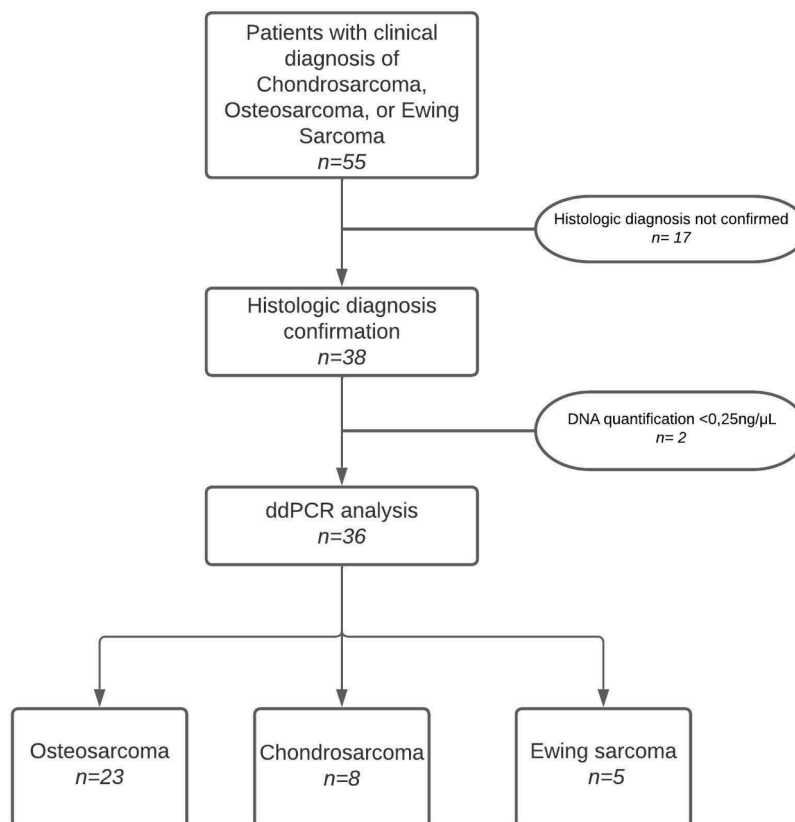 Patients with clinical
diagnosis of
Chondrosarcoma,
Osteosarcoma, or Ewing
Sarcoma
n=55
Histologic diagnosis not confirmed
n= 17
Histologic diagnosis
confirmation
n=38
DNA quantification <0,25ng/µL
n= 2
ddPCR analysis
n=36
Osteosarcoma
n=23
Chondrosarcoma
n=8
Ewing sarcoma
n=5